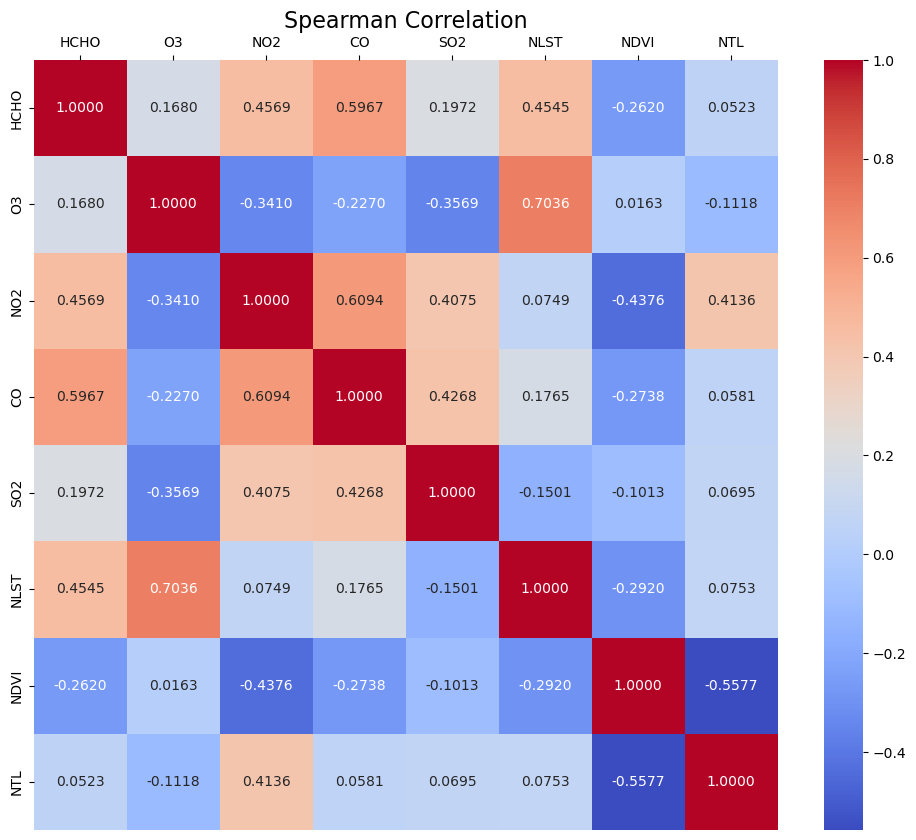 Spearman Correlation
HCHO O3 NO2 CO SO2 NLST NDVI NTL
HCHO 1.0000 0.1680 0.4569 0.5967 0.1972 0.4545 -0.2620 0.0523
O3 0.1680 1.0000 -0.3410 -0.2270 -0.3569 0.7036 0.0163 -0.1118
NO2 0.4569 -0.3410 1.0000 0.6094 0.4075 0.0749 -0.4376 0.4136
CO 0.5967 -0.2270 0.6094 1.0000 0.4268 0.1765 -0.2738 0.0581
SO2 0.1972 -0.3569 0.4075 0.4268 1.0000 -0.1501 -0.1013 0.0695
NLST 0.4545 0.7036 0.0749 0.1765 -0.1501 1.0000 -0.2920 0.0753
NDVI -0.2620 0.0163 -0.4376 -0.2738 -0.1013 -0.2920 1.0000 -0.5577
NTL 0.0523 -0.1118 0.4136 0.0581 0.0695 0.0753 -0.5577 1.0000
1.0
0.8
0.6
0.4
0.2
0.0
−0.2
−0.4